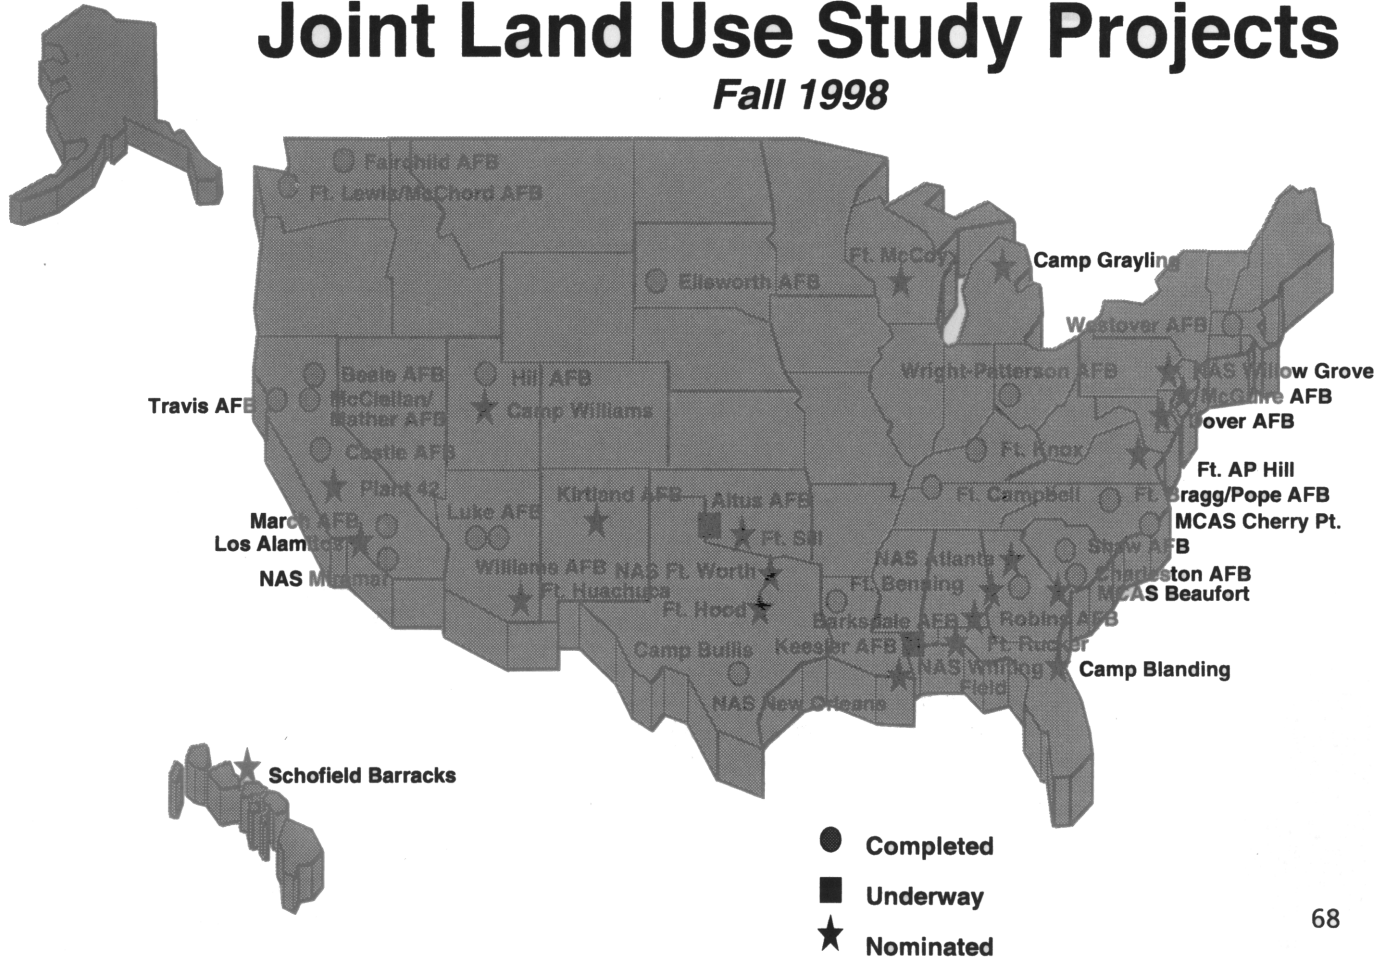 Joint Land Use Study Projects
Fall 1998
Fairchild AFB
Ft. Lewis/McChord AFB
Ft. McCoy
Camp Grayling
Ellsworth AFB
Westover AFB
Wright-Patterson AFB
NAS Willow Grove
Beale AFB
Hill AFB
McGuire AFB
Travis AFB
McClellan/
Mather AFB
Camp Williams
Dover AFB
Castle AFB
Ft. Knox
Ft. AP Hill
Plant 42
Kirtland AFB
Altus AFB
Ft. Campbell
Ft. Bragg/Pope AFB
March AFB
Luke AFB
MCAS Cherry Pt.
Los Alamitos
Ft. Sill
Shaw AFB
NAS Miramar
Williams AFB
NAS Ft. Worth
NAS Atlanta
Charleston AFB
Ft. Huachuca
Ft. Benning
MCAS Beaufort
Ft. Hood
Barksdale AFB
Robins AFB
Camp Bullis
Keesler AFB
Ft. Rucker
NAS Whiting
Field
Camp Blanding
NAS New Orleans
Schofield Barracks
Completed
Underway
Nominated
68